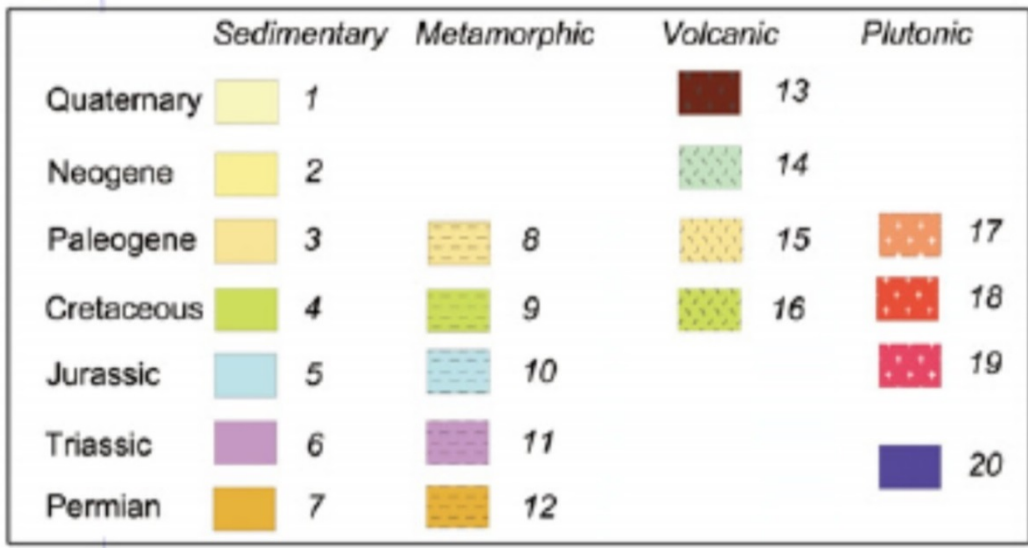 Sedimentary Metamorphic Volcanic Plutonic
Quaternary 1 13
Neogene 2 14
Paleogene 3 8 15 17
Cretaceous 4 9 16 18
Jurassic 5 10 19
Triassic 6 11 20
Permian 7 12